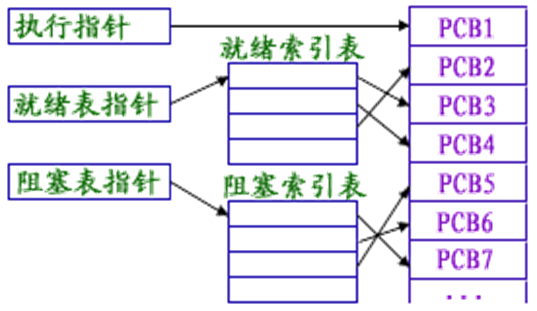 执行指针
就绪索引表
就绪表指针
阻塞表指针
阻塞索引表
PCB1
PCB2
PCB3
PCB4
PCB5
PCB6
PCB7
...